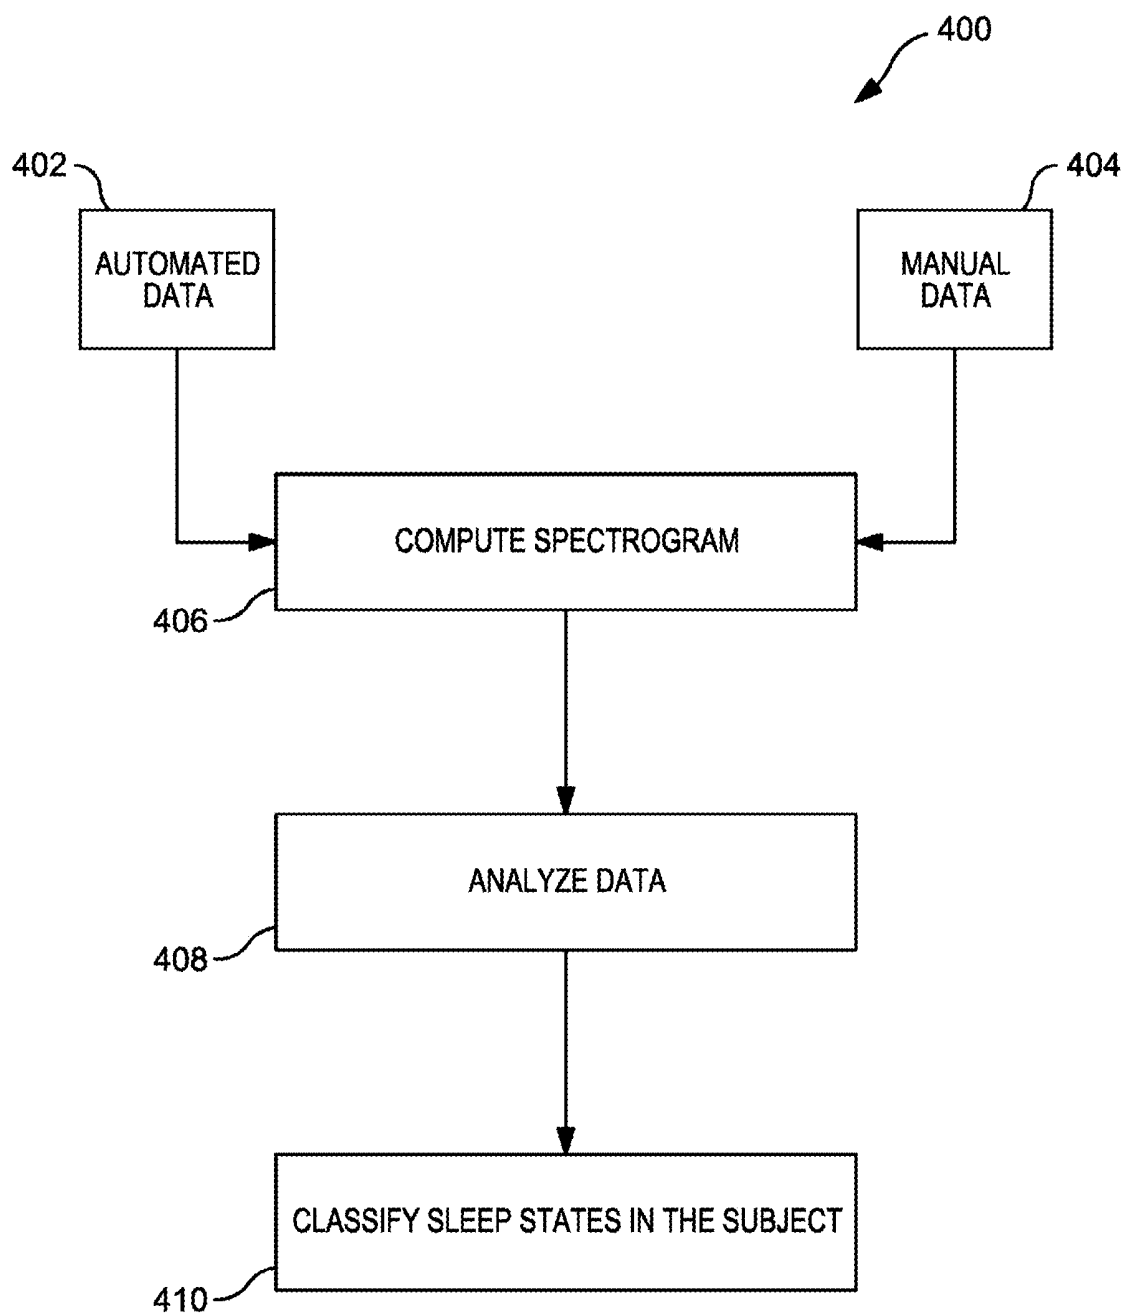 400
402
404
AUTOMATED
DATA
MANUAL
DATA
COMPUTE SPECTROGRAM
406
ANALYZE DATA
408
CLASSIFY SLEEP STATES IN THE SUBJECT
410